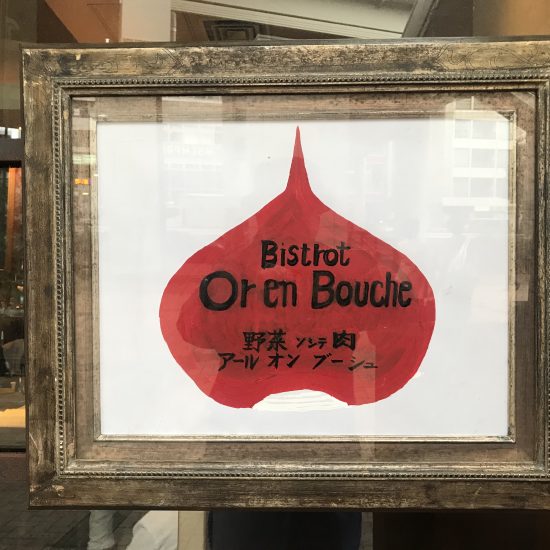 Bistrot
Or en Bouche
野菜 ソシテ 肉
アール オン ブーシュ